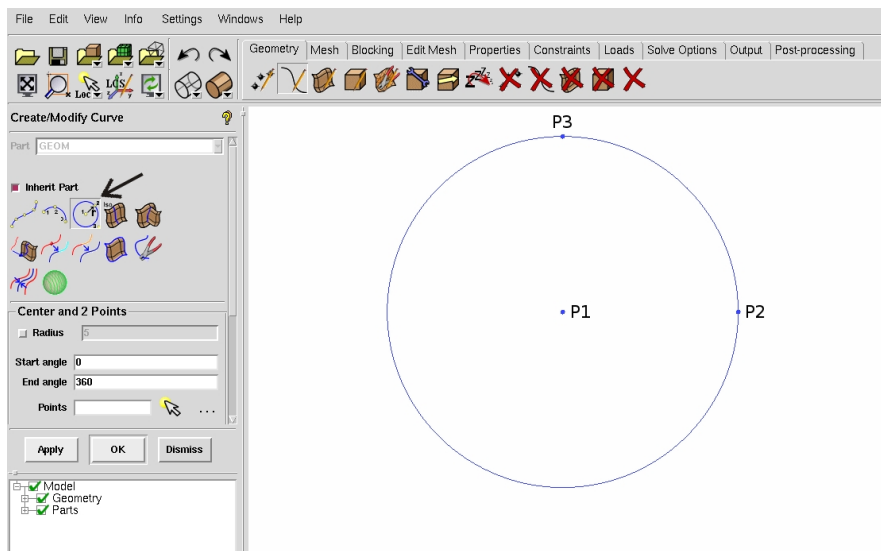 File Edit View Info Settings Windows Help
Geometry Mesh Blocking Edit Mesh Properties Constraints Loads Solve Options Output Post-processing
Loc LCS
Create/Modify Curve
Part GEOM
Inherit Part
Center and 2 Points
Radius 5
Start angle 0
End angle 360
Points ...
Apply OK Dismiss
Model
Geometry
Parts
P3
P1 P2